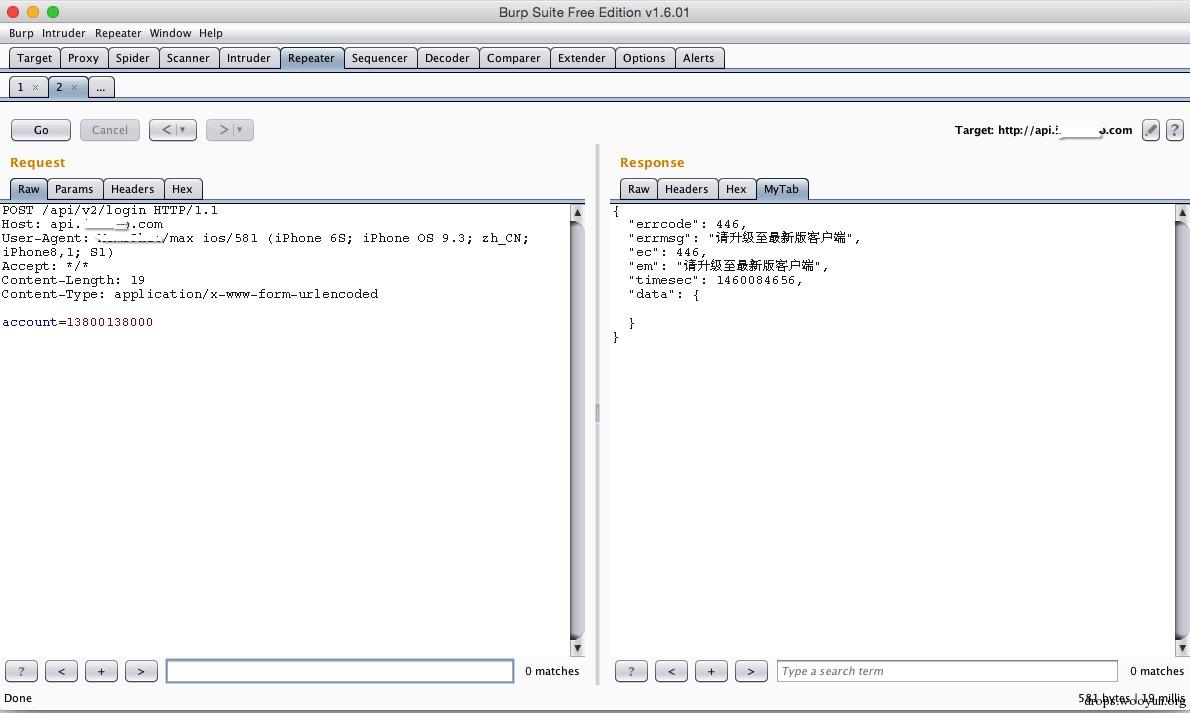 Burp Suite Free Edition v1.6.01
Burp Intruder Repeater Window Help
Target Proxy Spider Scanner Intruder Repeater Sequencer Decoder Comparer Extender Options Alerts
1 × 2 × ...
Go Cancel < | ▼ > | ▼ Target: http://api. .com ?
Request
Raw Params Headers Hex
POST /api/v2/login HTTP/1.1
Host: api. .com
User-Agent: /max ios/581 (iPhone 6S; iPhone OS 9.3; zh_CN;
iPhone8,1; S1)
Accept: */*
Content-Length: 19
Content-Type: application/x-www-form-urlencoded
account=13800138000
? < + > 0 matches
Done
Response
Raw Headers Hex MyTab
{
"errcode": 446,
"errmsg": "请升级至最新版客户端",
"ec": 446,
"em": "请升级至最新版客户端",
"timesec": 1460084656,
"data": {
}
}
? < + > Type a search term 0 matches
581 bytes | 19 millis
drops.wooyun.org